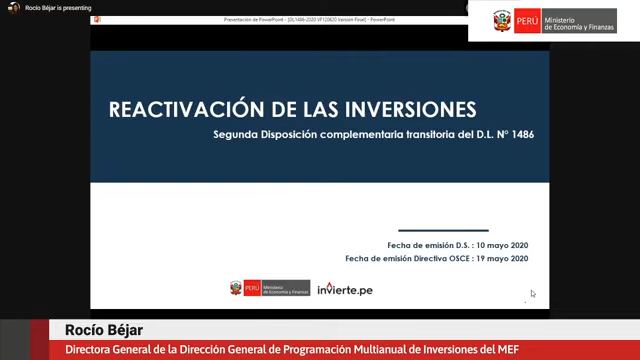 Rocío Béjar is presenting
Presentación de PowerPoint - [DL1486-2020 VF120820 Versión Final] - PowerPoint
PERÚ
Ministerio
de Economía y Finanzas
REACTIVACIÓN DE LAS INVERSIONES
Segunda Disposición complementaria transitoria del D.L. N° 1486
Fecha de emisión D.S. : 10 mayo 2020
Fecha de emisión Directiva OSCE : 19 mayo 2020
PERÚ
Ministerio
de Economía y Finanzas
invierte.pe
Rocío Béjar
Directora General de la Dirección General de Programación Multianual de Inversiones del MEF